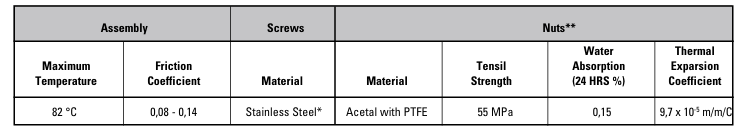 Assembly Screws Nuts**
Maximum Temperature Friction Coefficient Material Material Tensil Strength Water Absorption (24 HRS %) Thermal Exparsion Coefficient
82 °C 0,08 - 0,14 Stainless Steel* Acetal with PTFE 55 MPa 0,15 9,7 x 10⁻⁵ m/m/C